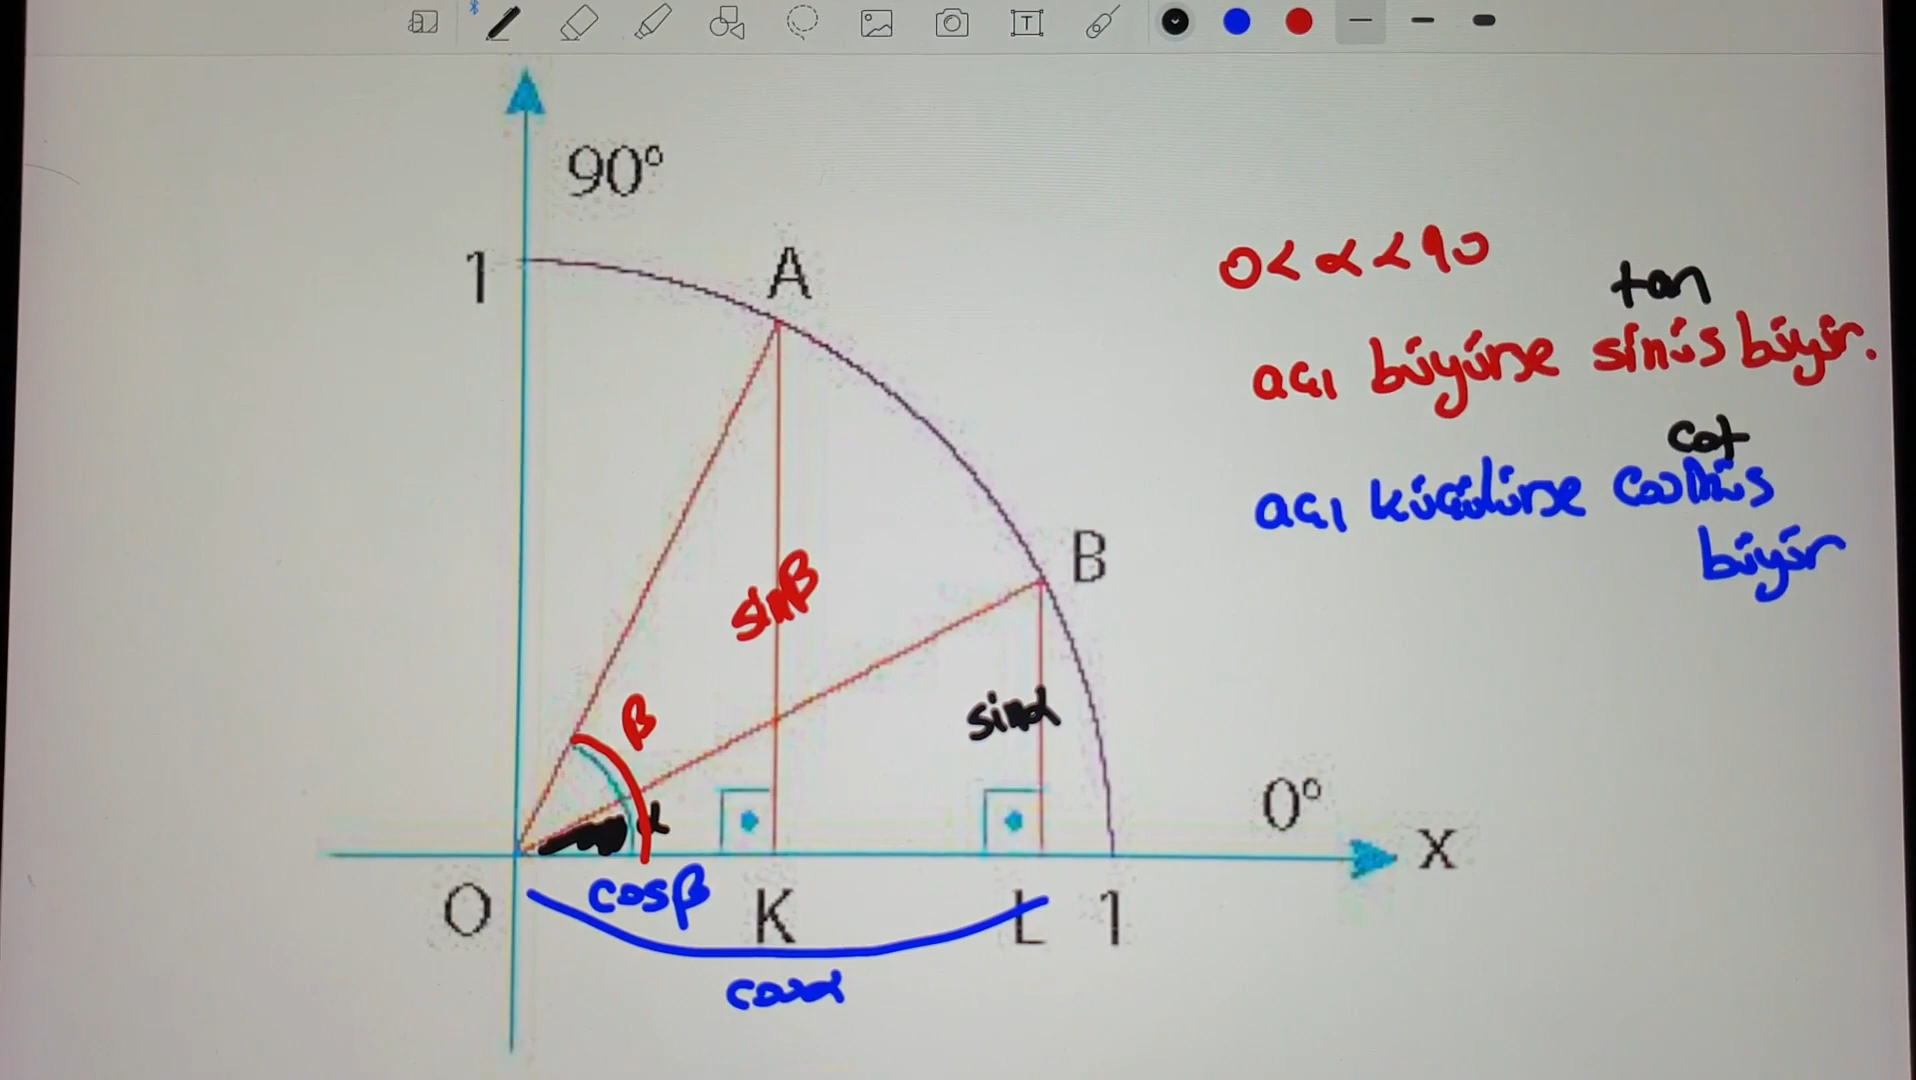 T
90°
1
A
0<α<90
tan
açı büyürse sinüs büyür.
cot
açı küçülürse cosinüs
büyür
B
sinβ
β
sinα
α
0°
x
O
cosβ
K
L
1
cosα